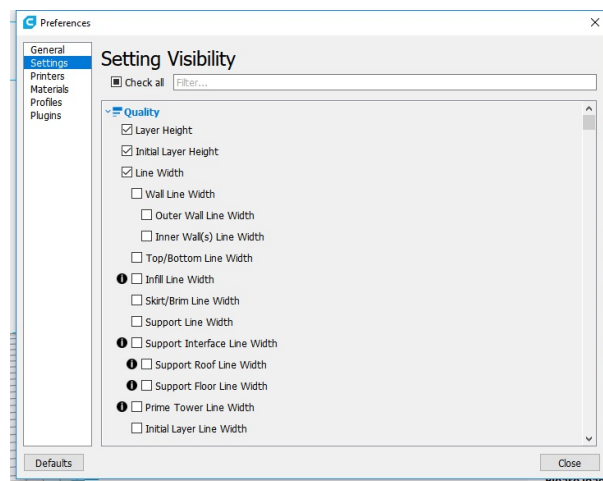 Preferences
General
Settings
Printers
Materials
Profiles
Plugins
Setting Visibility
Check all Filter...
Quality
Layer Height
Initial Layer Height
Line Width
Wall Line Width
Outer Wall Line Width
Inner Wall(s) Line Width
Top/Bottom Line Width
Infill Line Width
Skirt/Brim Line Width
Support Line Width
Support Interface Line Width
Support Roof Line Width
Support Floor Line Width
Prime Tower Line Width
Initial Layer Line Width
Defaults Close